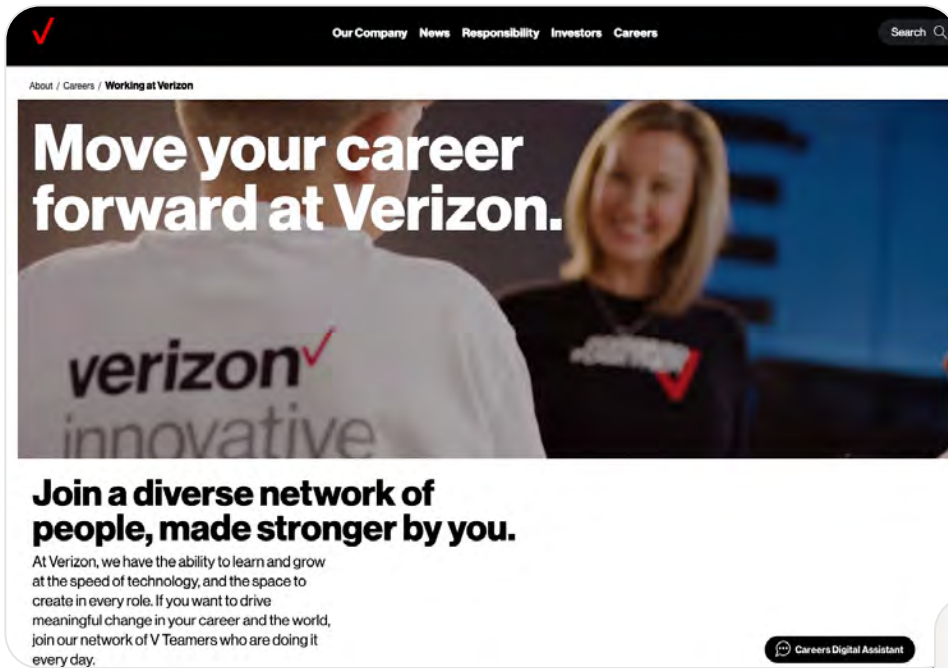 Our Company News Responsibility Investors Careers
Search
About / Careers / Working at Verizon
Move your career
forward at Verizon.
verizon
innovative
Join a diverse network of
people, made stronger by you.
At Verizon, we have the ability to learn and grow
at the speed of technology, and the space to
create in every role. If you want to drive
meaningful change in your career and the world,
join our network of V Teamers who are doing it
every day.
Careers Digital Assistant